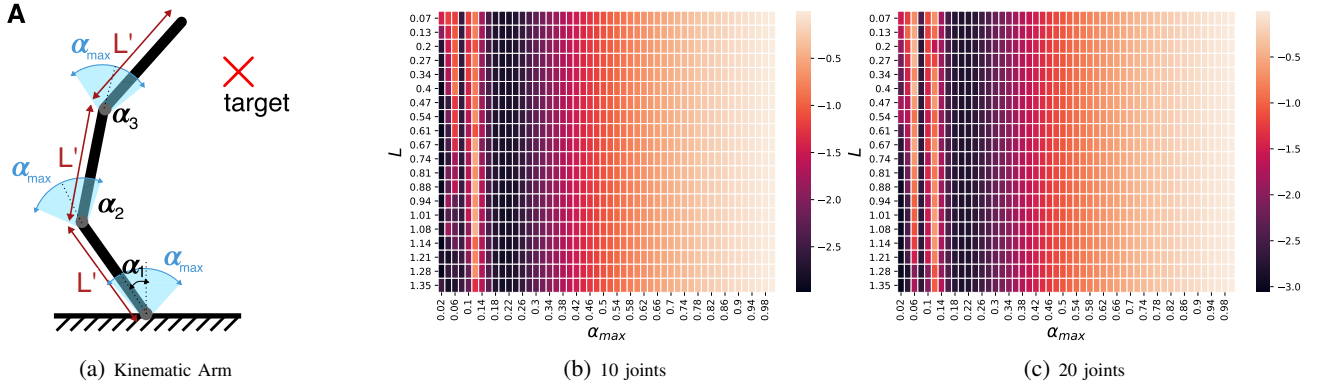 A
α_max
L'
target
α_3
L'
α_max
α_2
α_1
α_max
L'
(a) Kinematic Arm
0.07
0.13
0.2
0.27
0.34
0.4
0.47
0.54
0.61
0.67
0.74
0.81
0.88
0.94
1.01
1.08
1.14
1.21
1.28
1.35
L
0.02 0.06 0.1 0.14 0.18 0.22 0.26 0.3 0.34 0.38 0.42 0.46 0.5 0.54 0.58 0.62 0.66 0.7 0.74 0.78 0.82 0.86 0.9 0.94 0.98
α_max
−0.5
−1.0
−1.5
−2.0
−2.5
(b) 10 joints
0.07
0.13
0.2
0.27
0.34
0.4
0.47
0.54
0.61
0.67
0.74
0.81
0.88
0.94
1.01
1.08
1.14
1.21
1.28
1.35
L
0.02 0.06 0.1 0.14 0.18 0.22 0.26 0.3 0.34 0.38 0.42 0.46 0.5 0.54 0.58 0.62 0.66 0.7 0.74 0.78 0.82 0.86 0.9 0.94 0.98
α_max
−0.5
−1.0
−1.5
−2.0
−2.5
−3.0
(c) 20 joints